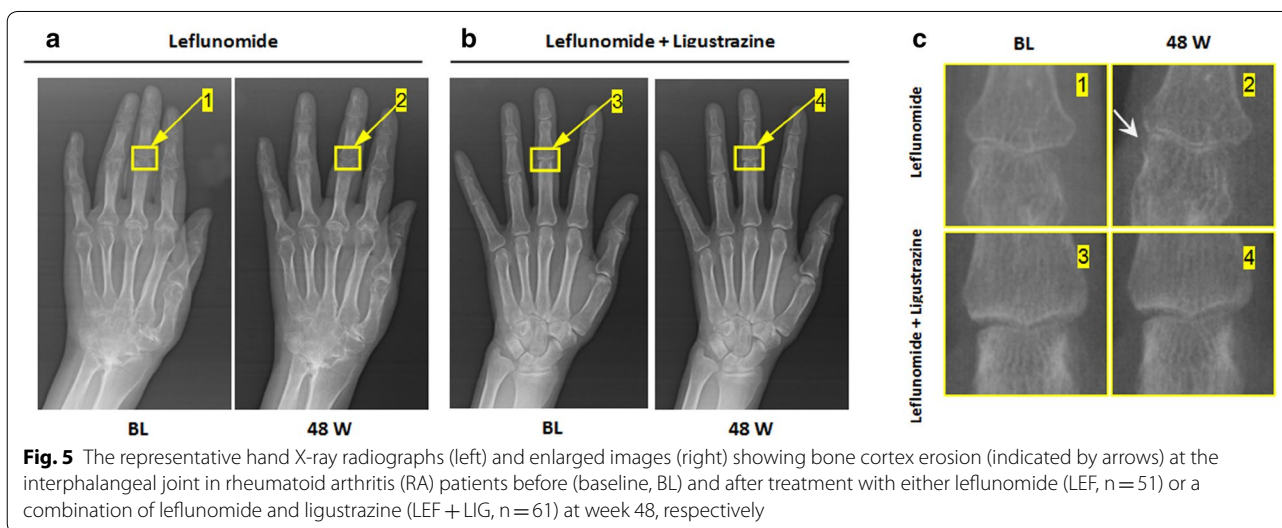 a
Leflunomide
1
2
BL
48 W
b
Leflunomide + Ligustrazine
3
4
BL
48 W
c
BL
48 W
Leflunomide
1
2
Leflunomide + Ligustrazine
3
4
Fig. 5 The representative hand X-ray radiographs (left) and enlarged images (right) showing bone cortex erosion (indicated by arrows) at the
interphalangeal joint in rheumatoid arthritis (RA) patients before (baseline, BL) and after treatment with either leflunomide (LEF, n = 51) or a
combination of leflunomide and ligustrazine (LEF + LIG, n = 61) at week 48, respectively